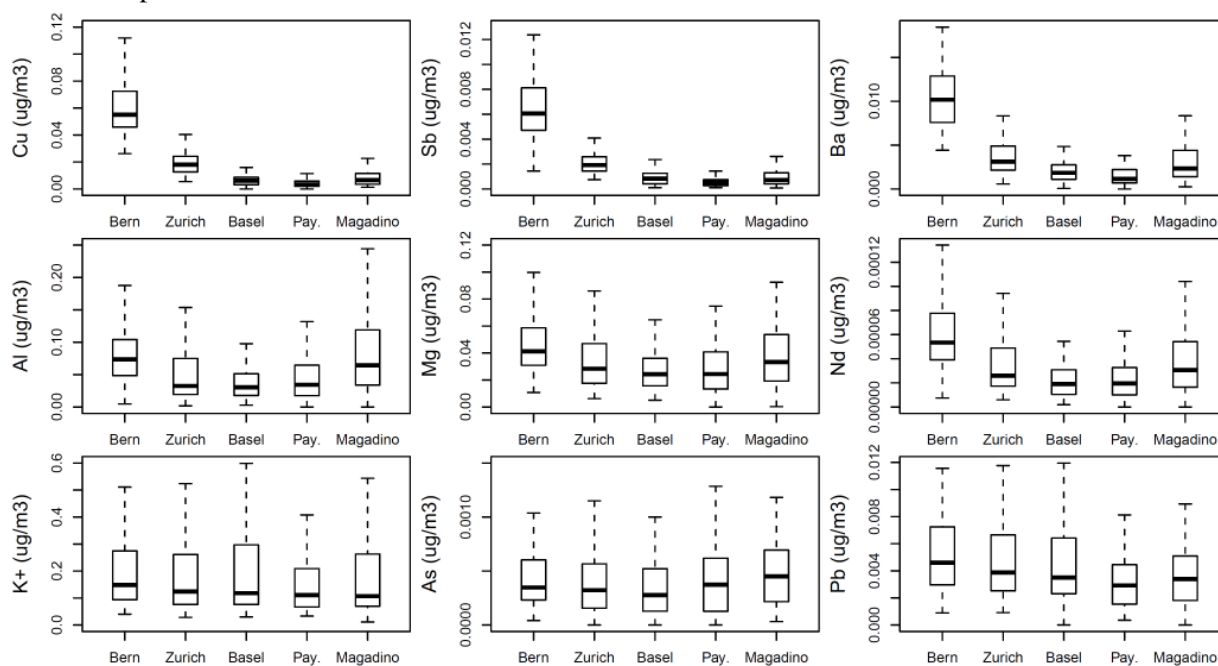 Cu (ug/m3)
0.12
0.08
0.04
0.00
Bern Zurich Basel Pay. Magadino
Sb (ug/m3)
0.012
0.008
0.004
0.000
Bern Zurich Basel Pay. Magadino
Ba (ug/m3)
0.010
0.000
Bern Zurich Basel Pay. Magadino
Al (ug/m3)
0.20
0.10
0.00
Bern Zurich Basel Pay. Magadino
Mg (ug/m3)
0.12
0.08
0.04
0.00
Bern Zurich Basel Pay. Magadino
Nd (ug/m3)
0.00012
0.00006
0.00000
Bern Zurich Basel Pay. Magadino
K+ (ug/m3)
0.6
0.4
0.2
0.0
Bern Zurich Basel Pay. Magadino
As (ug/m3)
0.0010
0.0000
Bern Zurich Basel Pay. Magadino
Pb (ug/m3)
0.012
0.008
0.004
0.000
Bern Zurich Basel Pay. Magadino